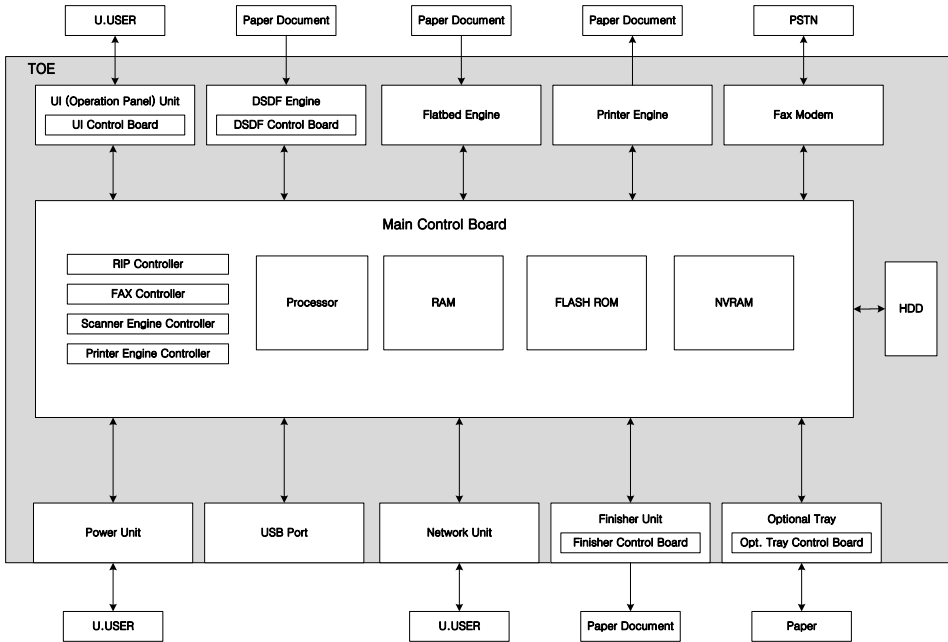 U.USER
Paper Document
Paper Document
Paper Document
PSTN
TOE
UI (Operation Panel) Unit
UI Control Board
DSDF Engine
DSDF Control Board
Flatbed Engine
Printer Engine
Fax Modem
Main Control Board
RIP Controller
FAX Controller
Scanner Engine Controller
Printer Engine Controller
Processor
RAM
FLASH ROM
NVRAM
HDD
Power Unit
USB Port
Network Unit
Finisher Unit
Finisher Control Board
Optional Tray
Opt. Tray Control Board
U.USER
U.USER
Paper Document
Paper